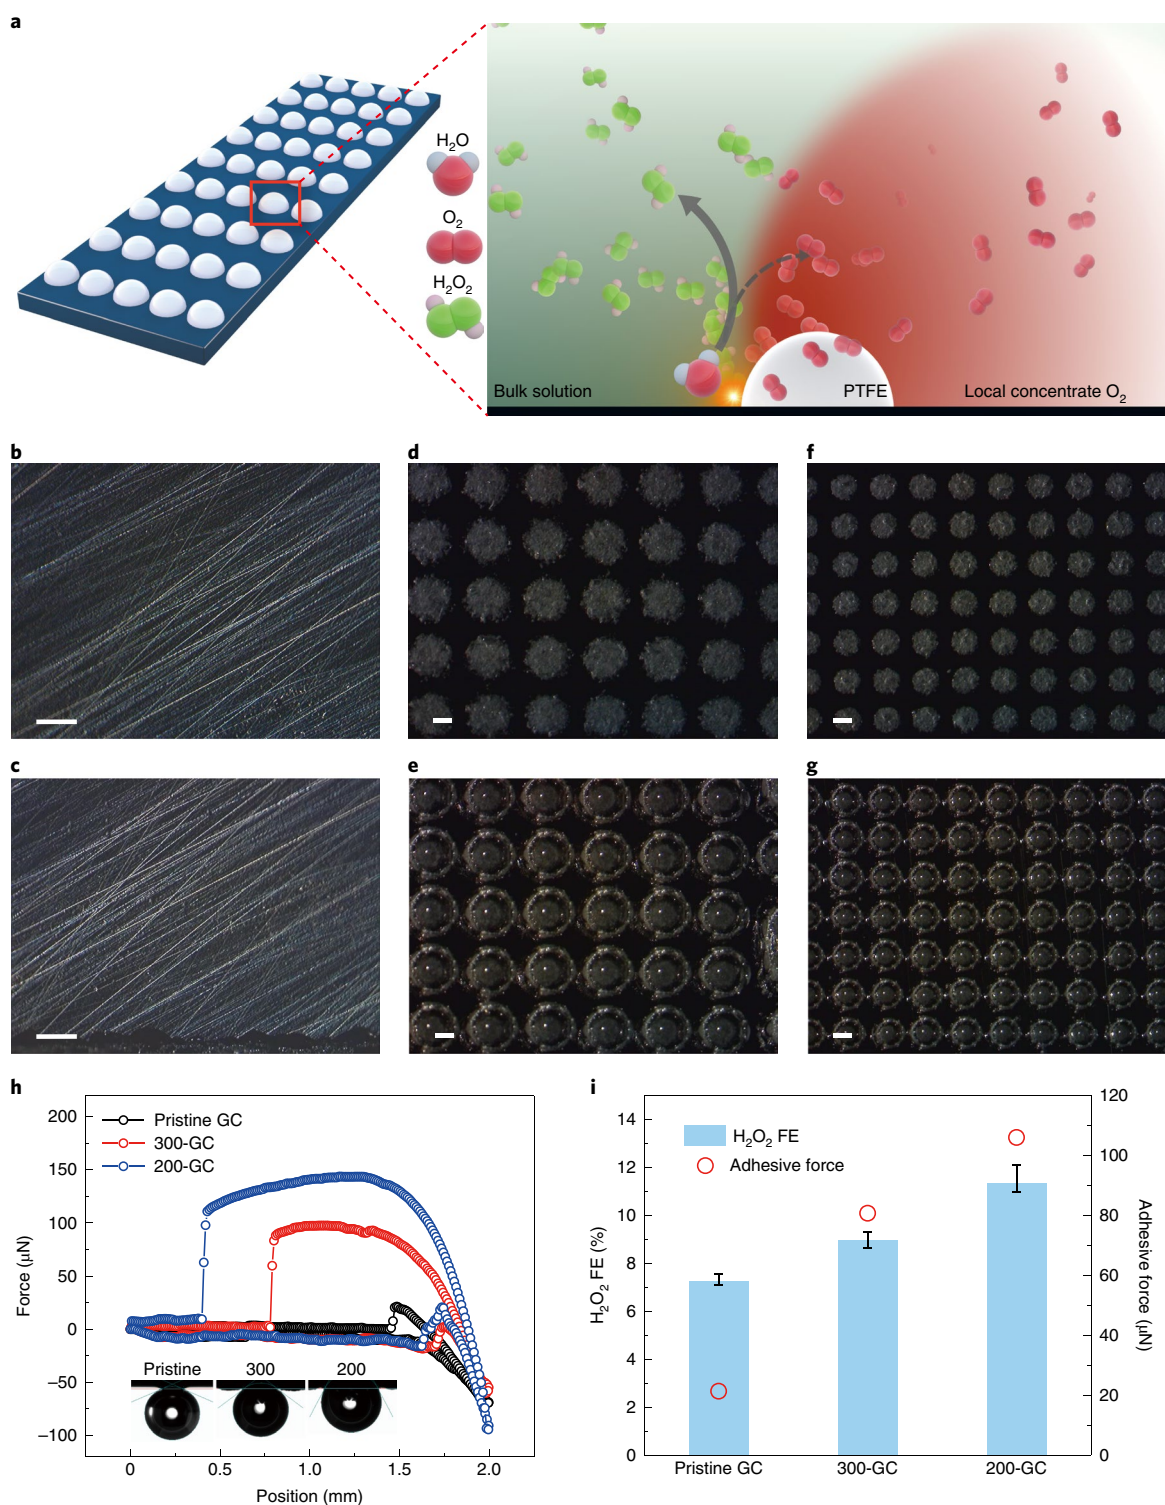 a
H₂O
O₂
H₂O₂
Bulk solution
PTFE
Local concentrate O₂
b
d
f
c
e
g
h
200
150
100
50
0
−50
−100
Force (μN)
Pristine GC
300-GC
200-GC
Pristine
300
200
0
0.5
1.0
1.5
2.0
Position (mm)
i
14
12
10
8
6
4
2
0
H₂O₂ FE (%)
H₂O₂ FE
Adhesive force
120
100
80
60
40
20
0
Adhesive force (μN)
Pristine GC
300-GC
200-GC